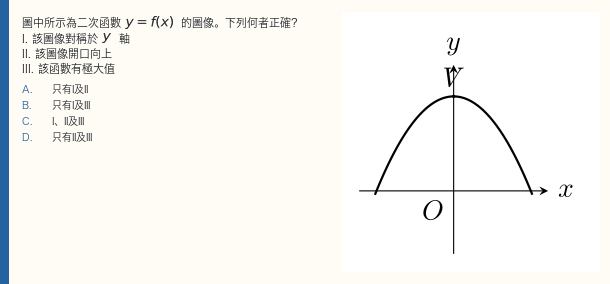 圖中所示為二次函數 y = f(x) 的圖像。下列何者正確?
I. 該圖像對稱於 y 軸
II. 該圖像開口向上
III. 該函數有極大值
A. 只有I及II
B. 只有I及III
C. I、II及III
D. 只有II及III
y
V
x
O